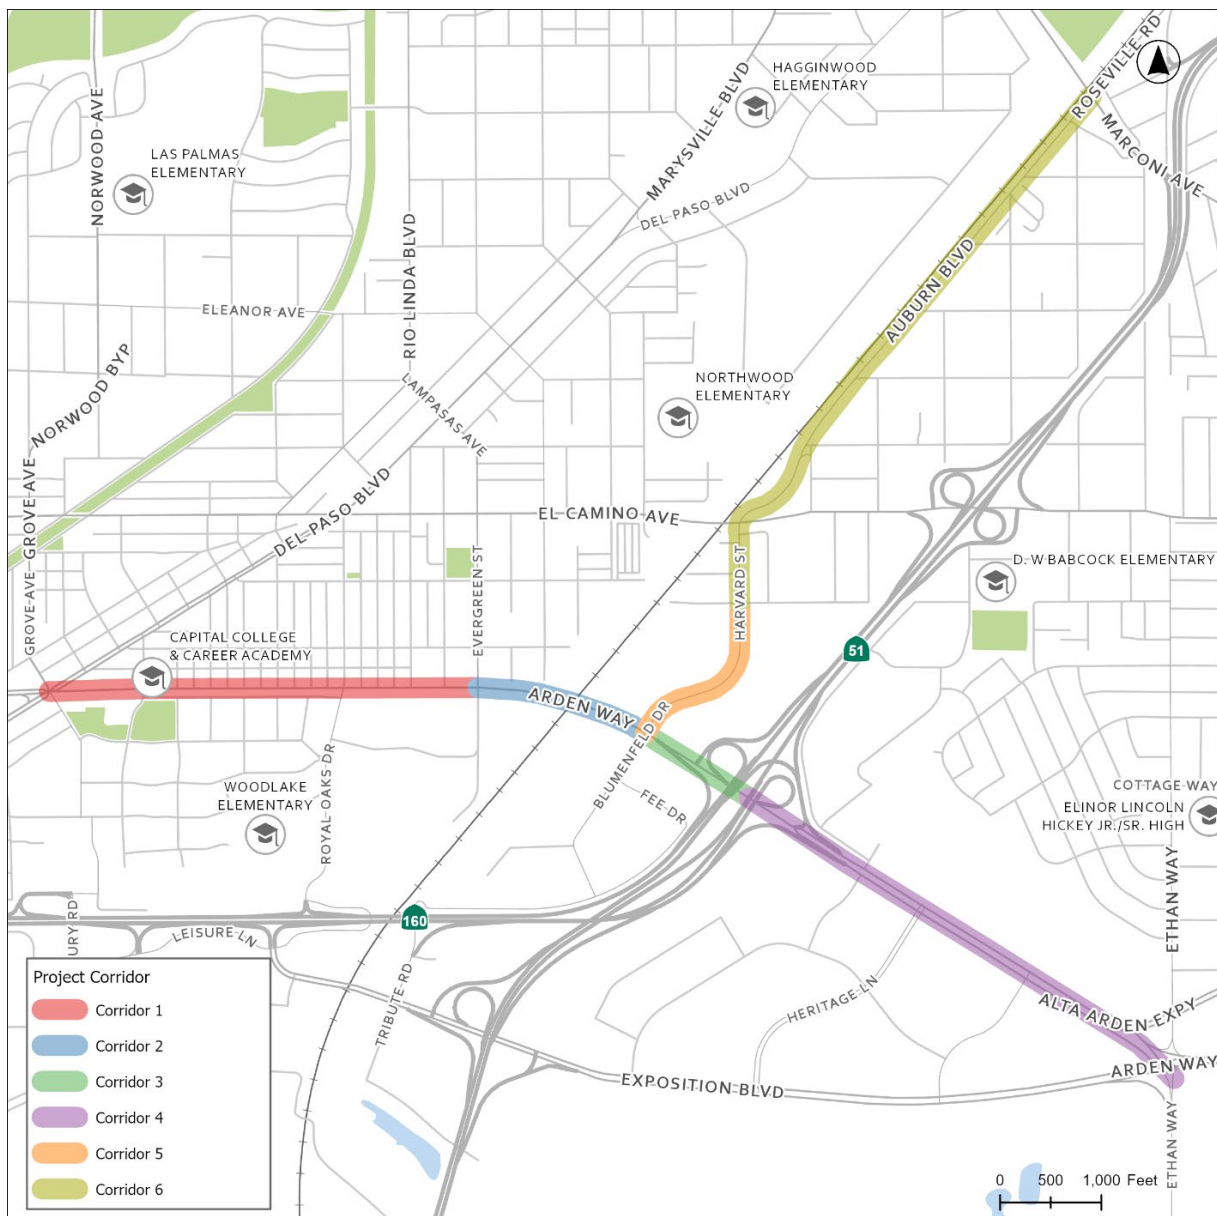 ROSEVILLE RD
HAGGINWOOD
ELEMENTARY
MARYSVILLE BLVD
NORWOOD AVE
MARCONI AVE
LAS PALMAS
ELEMENTARY
DEL PASO BLVD
RIO LINDA BLVD
AUBURN BLVD
ELEANOR AVE
NORWOOD BYP
NORTHWOOD
ELEMENTARY
LAMPASAS AVE
GROVE AVE
DEL PASO BLVD
EL CAMINO AVE
GROVE AVE
EVERGREEN ST
HARVARD ST
D. W BABCOCK ELEMENTARY
CAPITAL COLLEGE
& CAREER ACADEMY
51
ARDEN WAY
BLUMENFELD DR
ROYAL OAKS DR
WOODLAKE
ELEMENTARY
FEE DR
COTTAGE WAY
ELINOR LINCOLN
HICKEY JR./SR. HIGH
ETHAN WAY
160
URY RD
LEISURE LN
TRIBUTE RD
HERITAGE LN
ALTA ARDEN EXPY
ARDEN WAY
EXPOSITION BLVD
ETHAN WAY
Project Corridor
Corridor 1
Corridor 2
Corridor 3
Corridor 4
Corridor 5
Corridor 6
0 500 1,000 Feet